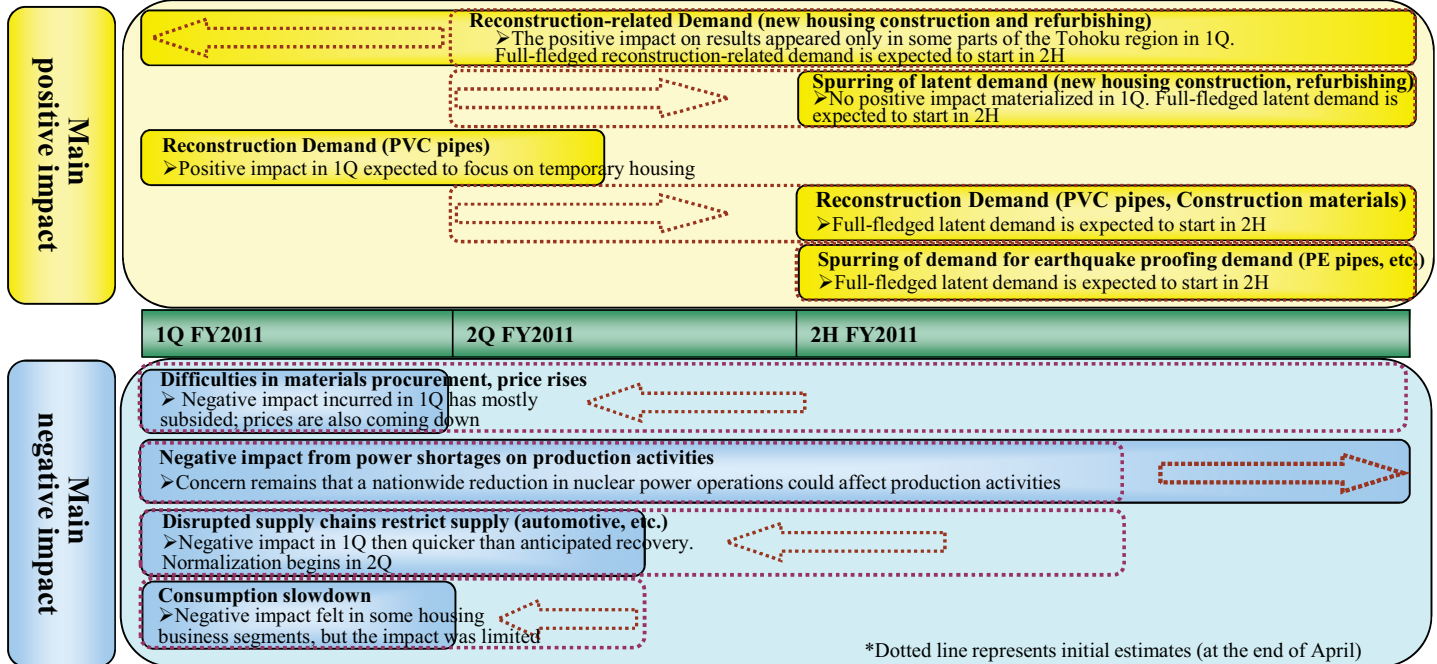 Main
positive impact
Reconstruction-related Demand (new housing construction and refurbishing)
➢The positive impact on results appeared only in some parts of the Tohoku region in 1Q.
Full-fledged reconstruction-related demand is expected to start in 2H
Spurring of latent demand (new housing construction, refurbishing)
➢No positive impact materialized in 1Q. Full-fledged latent demand is
expected to start in 2H
Reconstruction Demand (PVC pipes)
➢Positive impact in 1Q expected to focus on temporary housing
Reconstruction Demand (PVC pipes, Construction materials)
➢Full-fledged latent demand is expected to start in 2H
Spurring of demand for earthquake proofing demand (PE pipes, etc.)
➢Full-fledged latent demand is expected to start in 2H
1Q FY2011
2Q FY2011
2H FY2011
Main
negative impact
Difficulties in materials procurement, price rises
➢ Negative impact incurred in 1Q has mostly
subsided; prices are also coming down
Negative impact from power shortages on production activities
➢Concern remains that a nationwide reduction in nuclear power operations could affect production activities
Disrupted supply chains restrict supply (automotive, etc.)
➢Negative impact in 1Q then quicker than anticipated recovery.
Normalization begins in 2Q
Consumption slowdown
➢Negative impact felt in some housing
business segments, but the impact was limited
*Dotted line represents initial estimates (at the end of April)